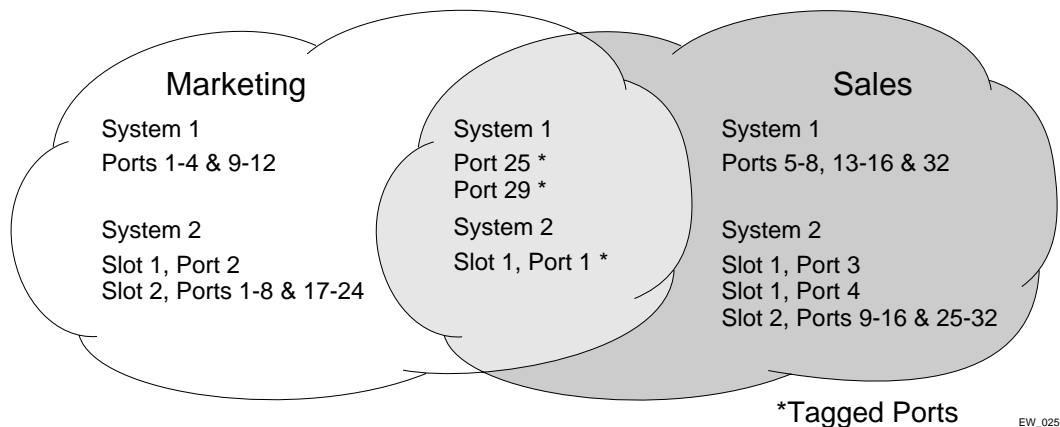 Marketing
System 1
Ports 1-4 & 9-12
System 2
Slot 1, Port 2
Slot 2, Ports 1-8 & 17-24
System 1
Port 25 *
Port 29 *
System 2
Slot 1, Port 1 *
Sales
System 1
Ports 5-8, 13-16 & 32
System 2
Slot 1, Port 3
Slot 1, Port 4
Slot 2, Ports 9-16 & 25-32
*Tagged Ports
EW_025